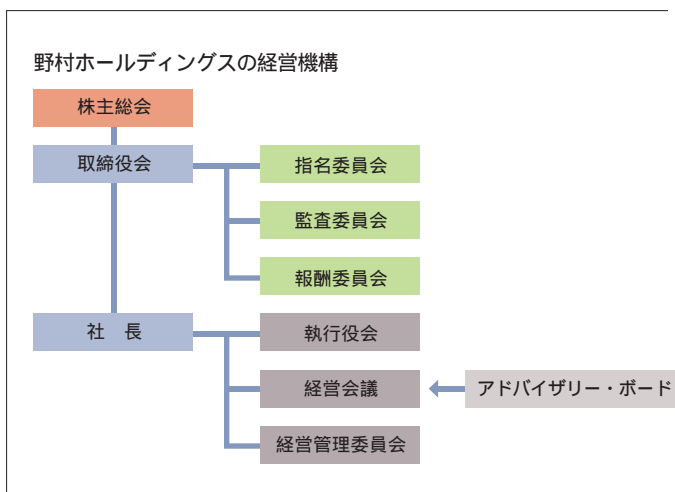 野村ホールディングスの経営機構
株主総会
取締役会
指名委員会
監査委員会
報酬委員会
社　長
執行役会
経営会議
アドバイザリー・ボード
経営管理委員会